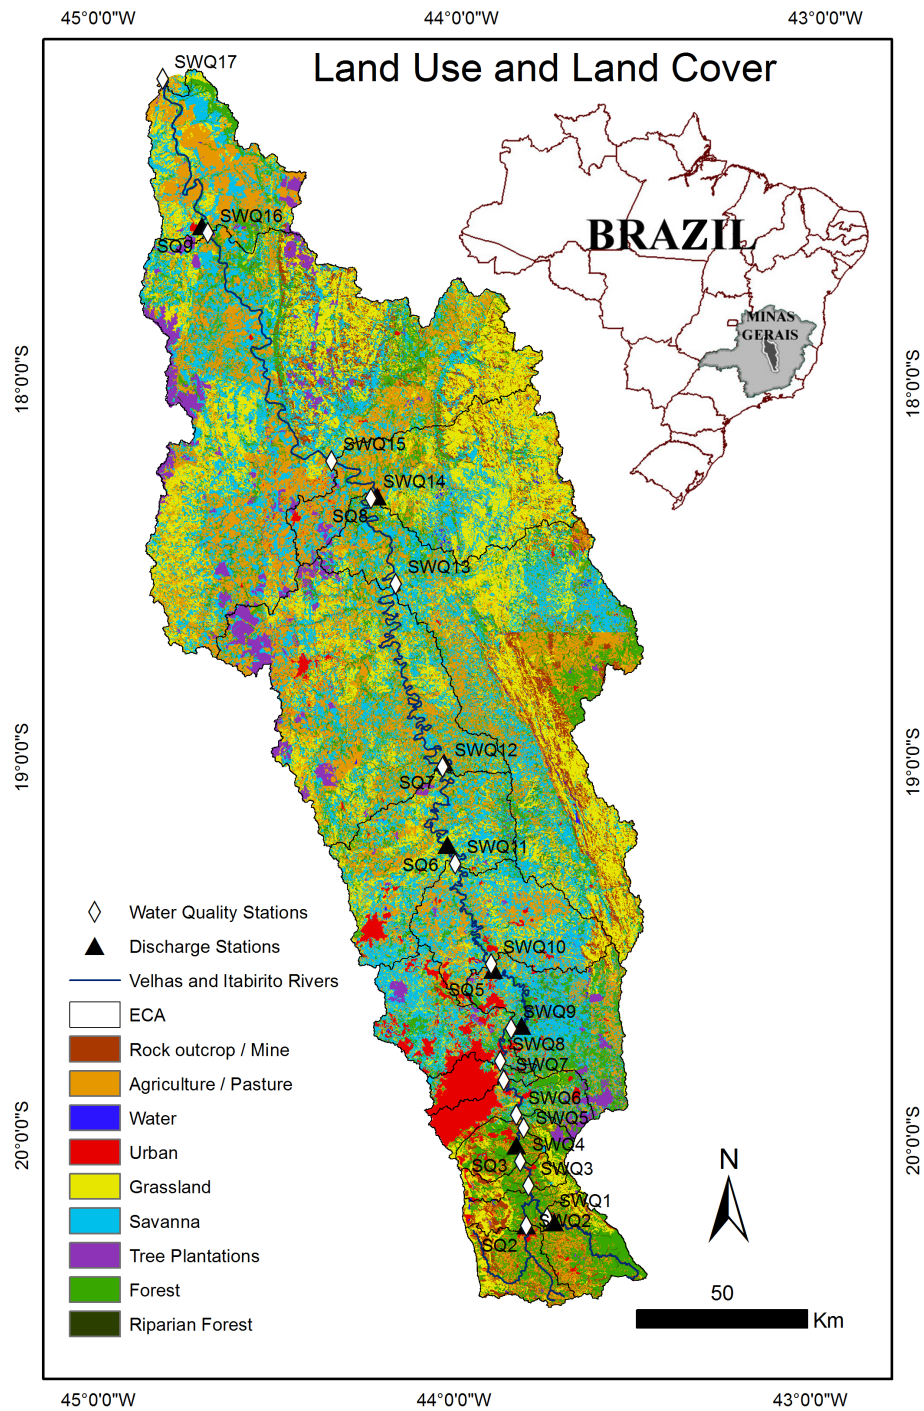 45°0'0"W 44°0'0"W 43°0'0"W
Land Use and Land Cover
SWQ17
SWQ16
SQ9
BRAZIL
MINAS
GERAIS
18°0'0"S 18°0'0"S
SWQ15
SWQ14
SQ8
SWQ13
19°0'0"S 19°0'0"S
SWQ12
SQ7
SWQ11
SQ6
SWQ10
SQ5
SWQ9
SWQ8
SWQ7
SWQ6
SWQ5
SWQ4
SQ3
SWQ3
SWQ1
SWQ2
SQ2
20°0'0"S 20°0'0"S
Water Quality Stations
Discharge Stations
Velhas and Itabirito Rivers
ECA
Rock outcrop / Mine
Agriculture / Pasture
Water
Urban
Grassland
Savanna
Tree Plantations
Forest
Riparian Forest
N
50
Km
45°0'0"W 44°0'0"W 43°0'0"W